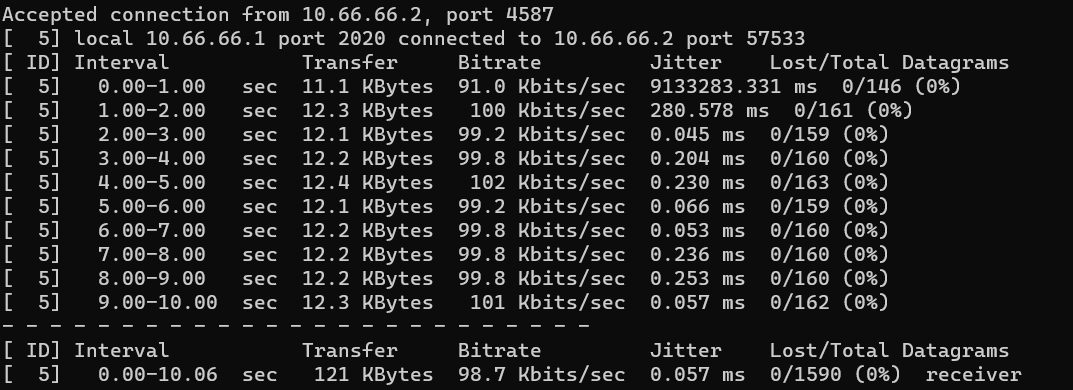 Accepted connection from 10.66.66.2, port 4587
[  5] local 10.66.66.1 port 2020 connected to 10.66.66.2 port 57533
[ ID] Interval           Transfer     Bitrate         Jitter    Lost/Total Datagrams
[  5]   0.00-1.00   sec  11.1 KBytes  91.0 Kbits/sec  9133283.331 ms  0/146 (0%)
[  5]   1.00-2.00   sec  12.3 KBytes   100 Kbits/sec  280.578 ms  0/161 (0%)
[  5]   2.00-3.00   sec  12.1 KBytes  99.2 Kbits/sec  0.045 ms  0/159 (0%)
[  5]   3.00-4.00   sec  12.2 KBytes  99.8 Kbits/sec  0.204 ms  0/160 (0%)
[  5]   4.00-5.00   sec  12.4 KBytes   102 Kbits/sec  0.230 ms  0/163 (0%)
[  5]   5.00-6.00   sec  12.1 KBytes  99.2 Kbits/sec  0.066 ms  0/159 (0%)
[  5]   6.00-7.00   sec  12.2 KBytes  99.8 Kbits/sec  0.053 ms  0/160 (0%)
[  5]   7.00-8.00   sec  12.2 KBytes  99.8 Kbits/sec  0.236 ms  0/160 (0%)
[  5]   8.00-9.00   sec  12.2 KBytes  99.8 Kbits/sec  0.253 ms  0/160 (0%)
[  5]   9.00-10.00  sec  12.3 KBytes   101 Kbits/sec  0.057 ms  0/162 (0%)
- - - - - - - - - - - - - - - - - - - - - - - - -
[ ID] Interval           Transfer     Bitrate         Jitter    Lost/Total Datagrams
[  5]   0.00-10.06  sec   121 KBytes  98.7 Kbits/sec  0.057 ms  0/1590 (0%)  receiver